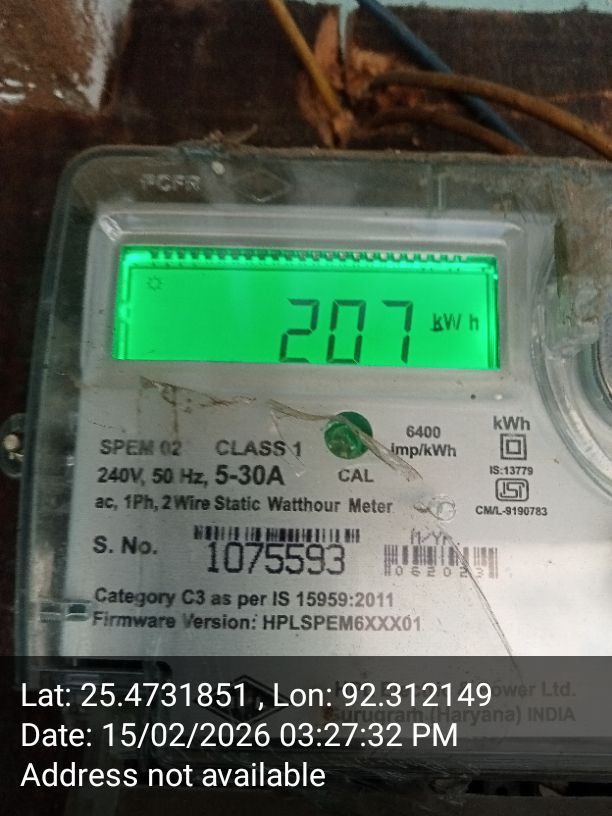 207 kWh
SPEM 02 CLASS 1
6400
imp/kWh
kWh
240V, 50 Hz, 5-30A
CAL
IS:13779
ac, 1Ph, 2 Wire Static Watthour Meter
CM/L-9190783
S. No. 1075593
M/Yr.
062023
Category C3 as per IS 15959:2011
Firmware Version: HPLSPEM6XXX01
Power Ltd.
Gurugram (Haryana) INDIA
Lat: 25.4731851 , Lon: 92.312149
Date: 15/02/2026 03:27:32 PM
Address not available